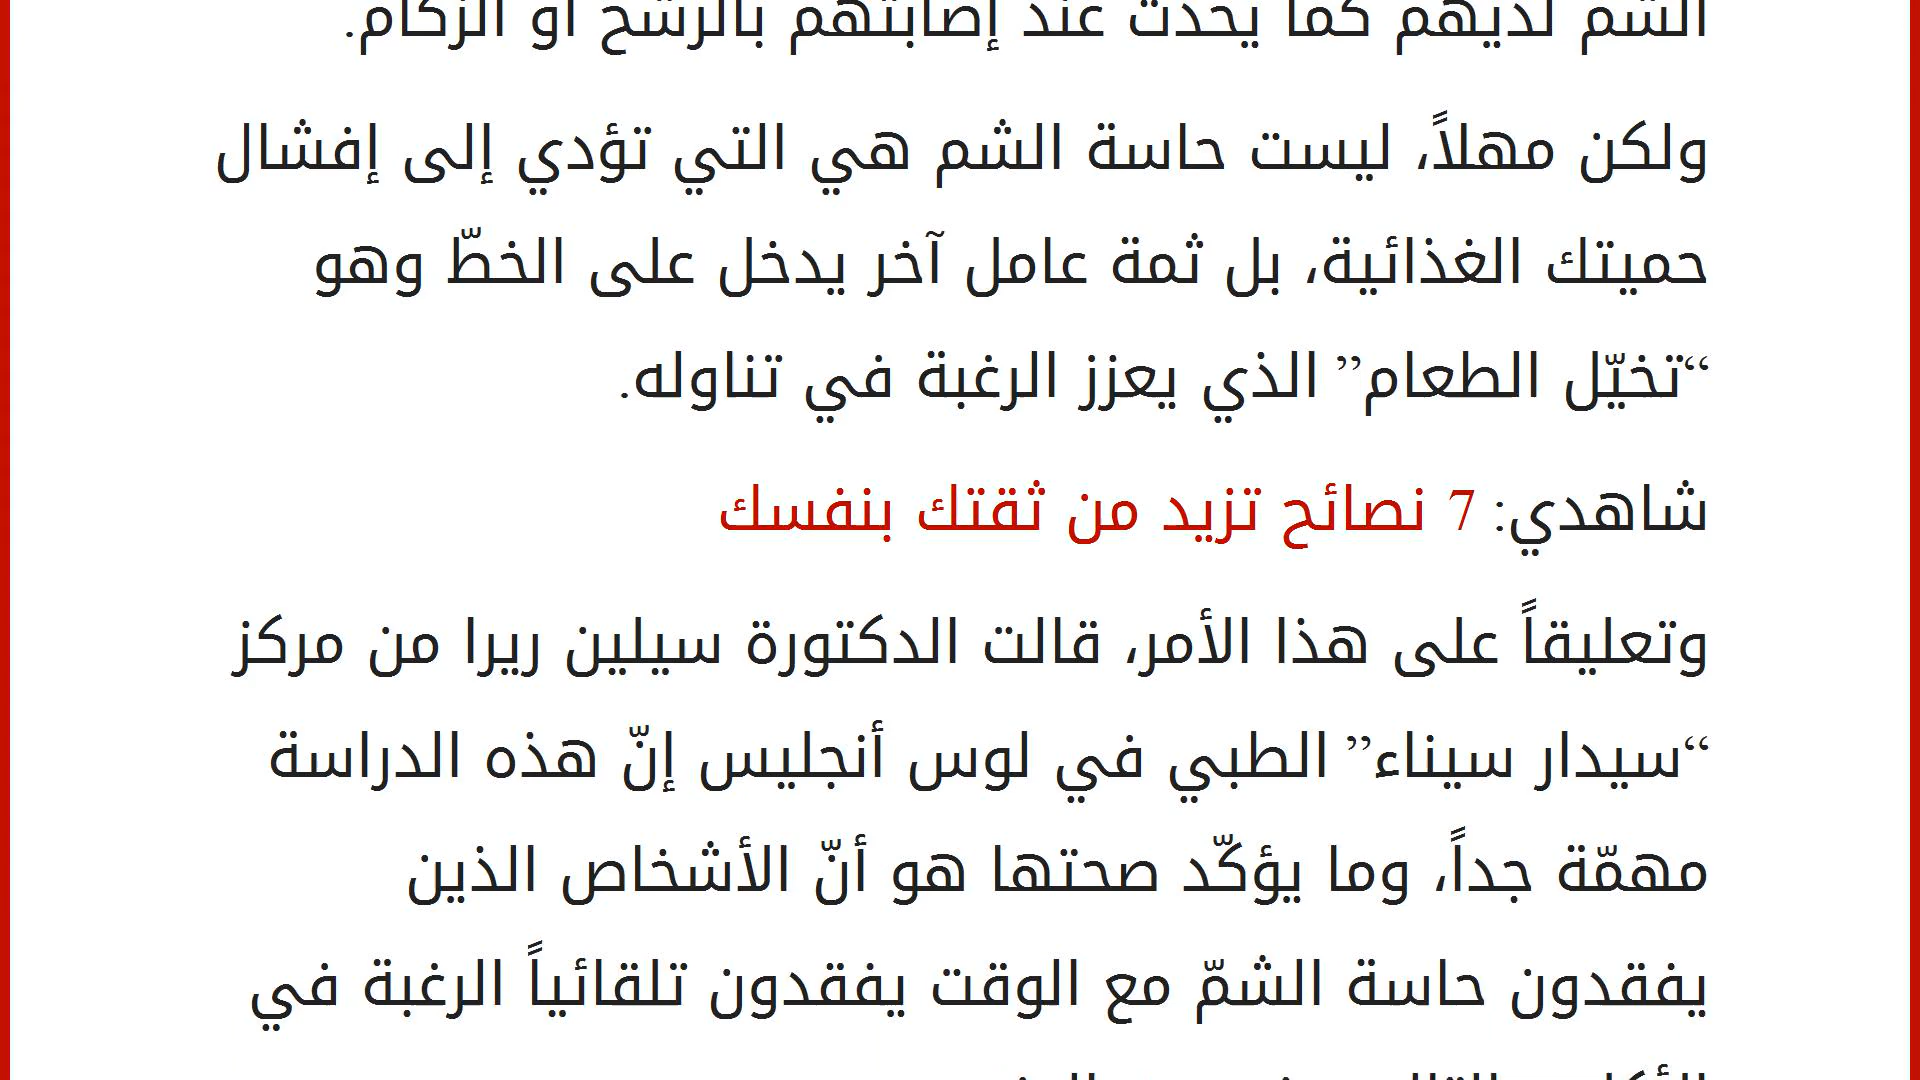 الشم لديهم كما يحدث عند إصابتهم بالرشح أو الزكام.
ولكن مهلاً، ليست حاسة الشم هي التي تؤدي إلى إفشال
حميتك الغذائية، بل ثمة عامل آخر يدخل على الخطّ وهو
“تخيّل الطعام” الذي يعزز الرغبة في تناوله.
شاهدي: 7 نصائح تزيد من ثقتك بنفسك
وتعليقاً على هذا الأمر، قالت الدكتورة سيلين ريرا من مركز
“سيدار سيناء” الطبي في لوس أنجليس إنّ هذه الدراسة
مهمّة جداً، وما يؤكّد صحتها هو أنّ الأشخاص الذين
يفقدون حاسة الشمّ مع الوقت يفقدون تلقائياً الرغبة في